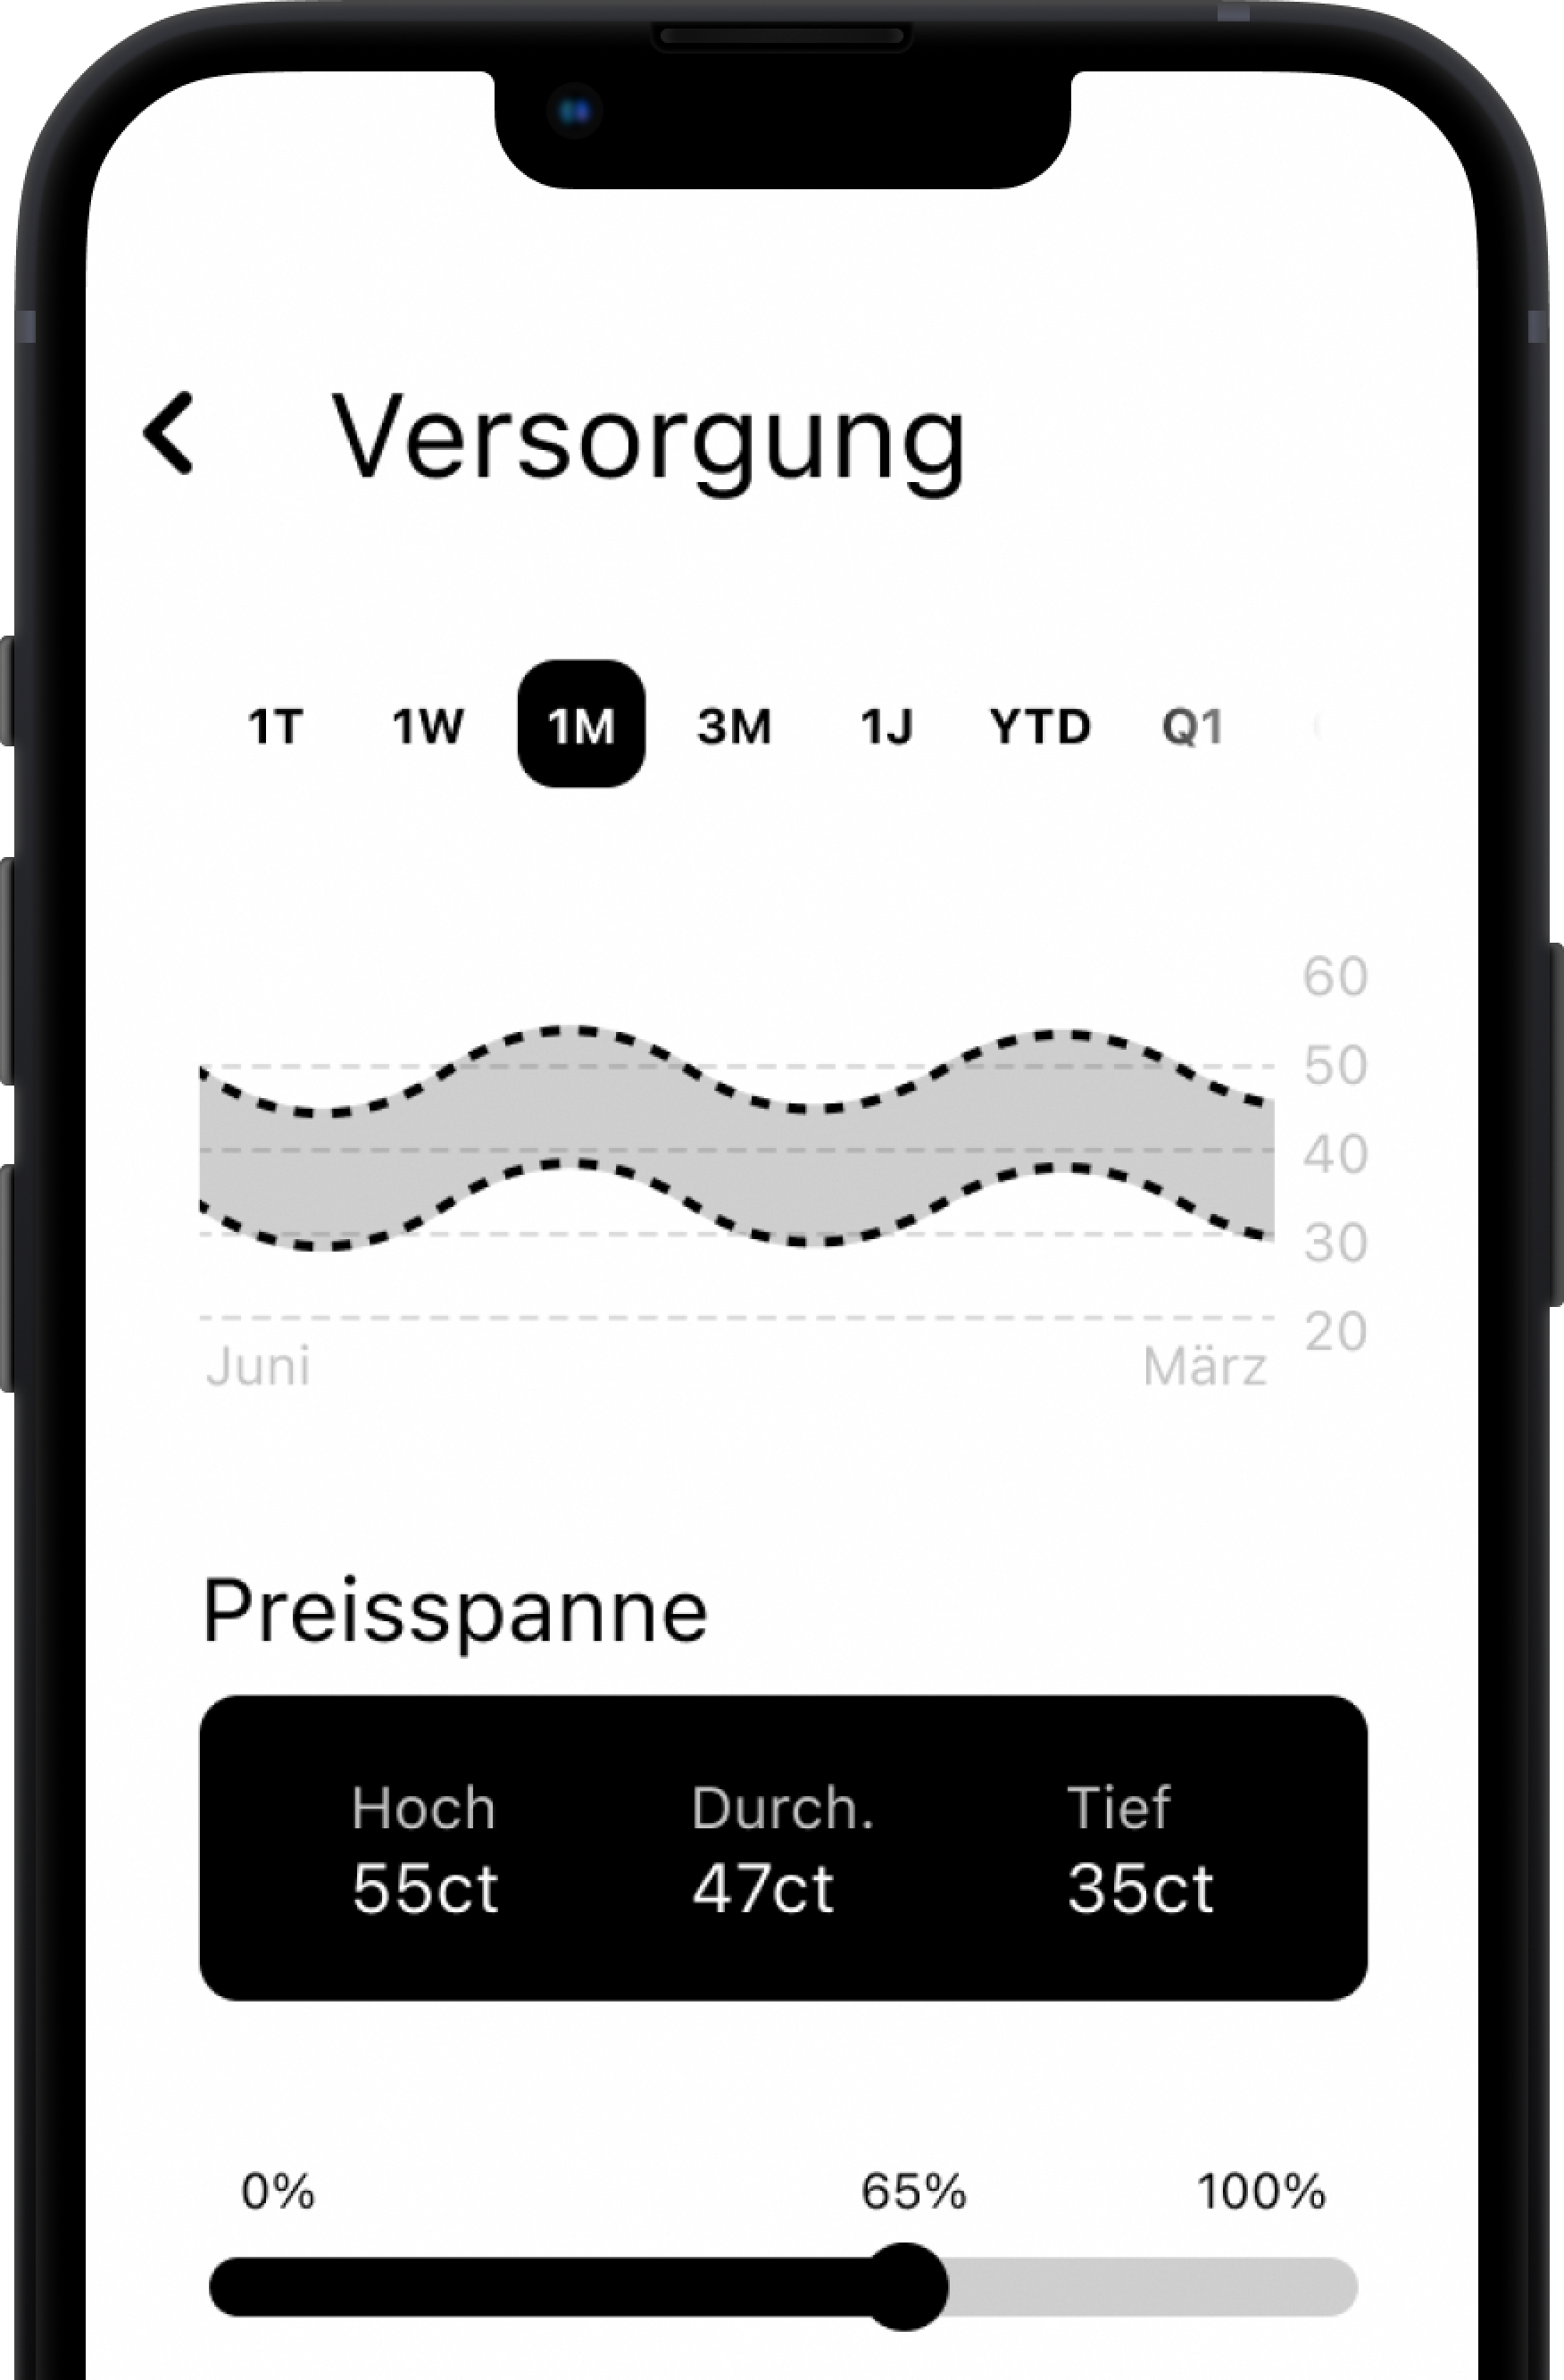 Versorgung
1T 1W 1M 3M 1J YTD Q1
60
50
40
30
20
Juni März
Preisspanne
Hoch Durch. Tief
55ct 47ct 35ct
0% 65% 100%